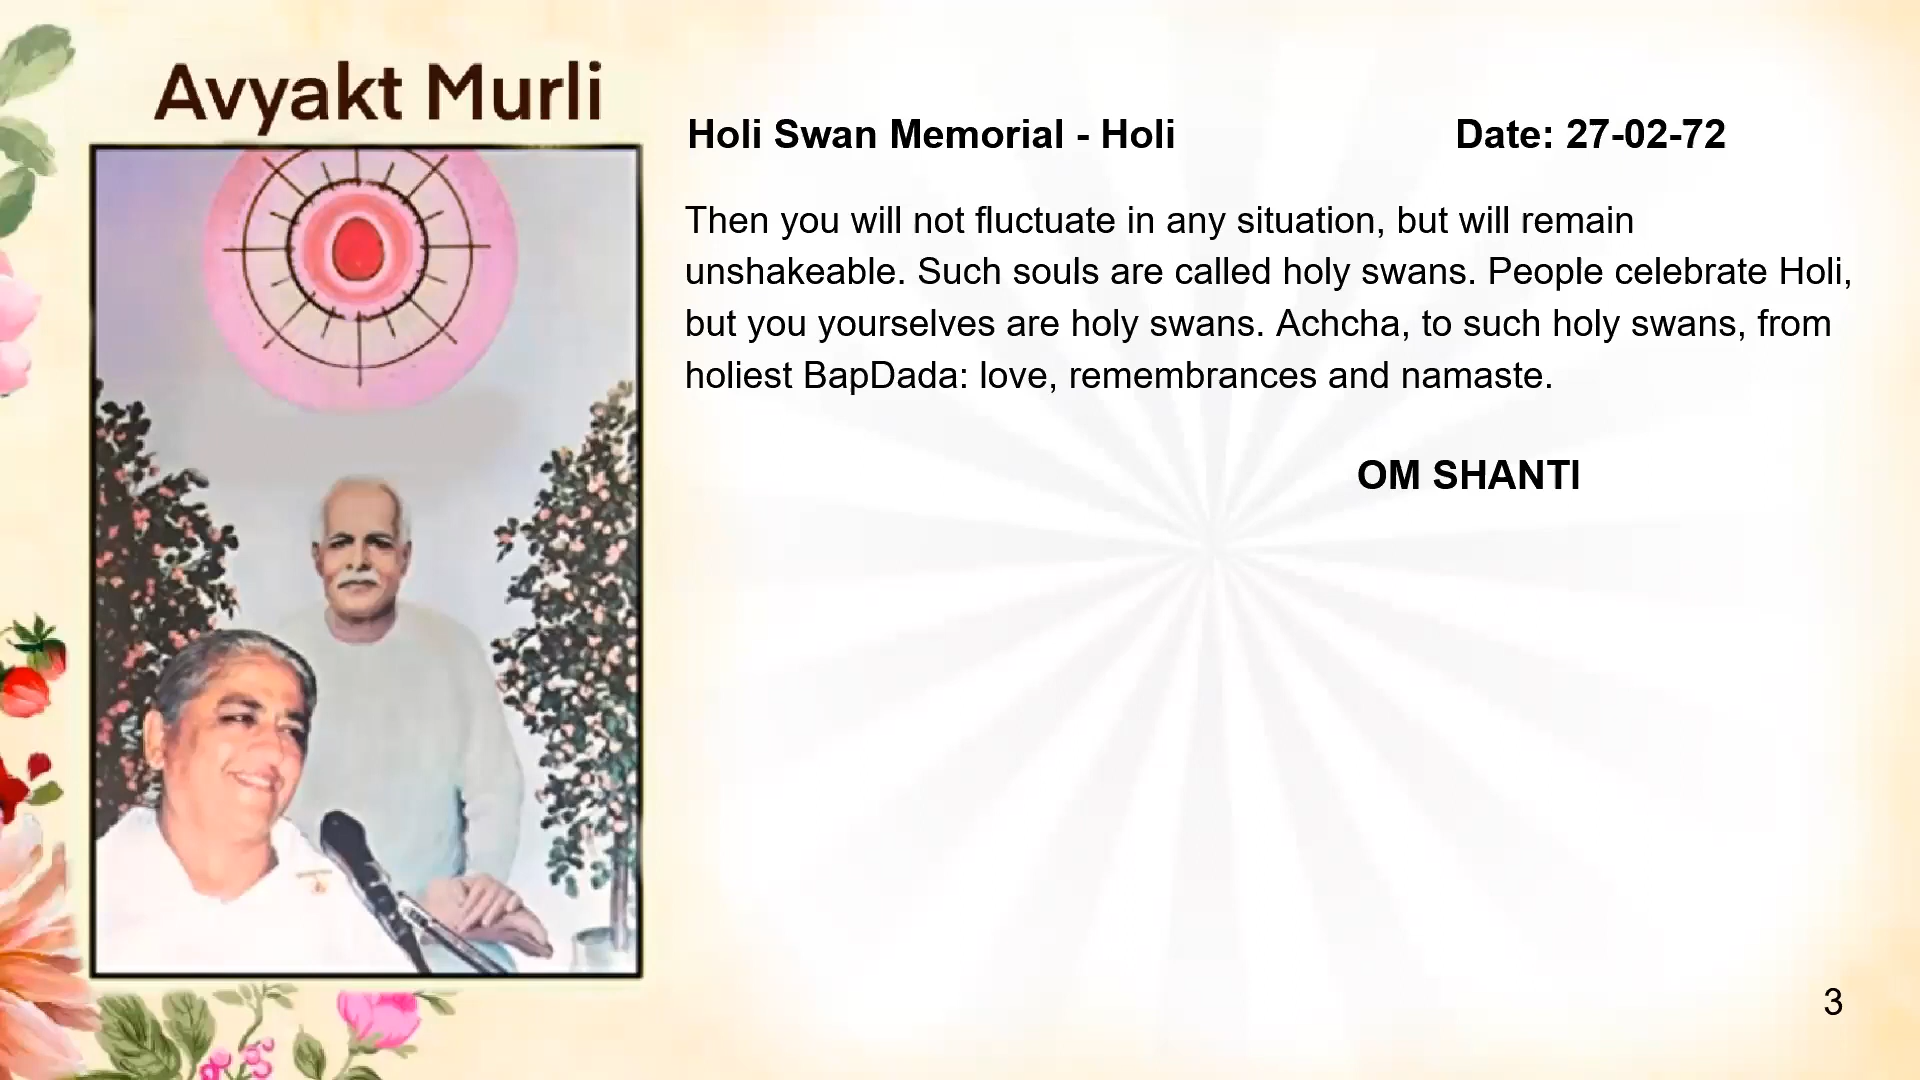 Avyakt Murli
Holi Swan Memorial - Holi Date: 27-02-72
Then you will not fluctuate in any situation, but will remain
unshakeable. Such souls are called holy swans. People celebrate Holi,
but you yourselves are holy swans. Achcha, to such holy swans, from
holiest BapDada: love, remembrances and namaste.
OM SHANTI
3